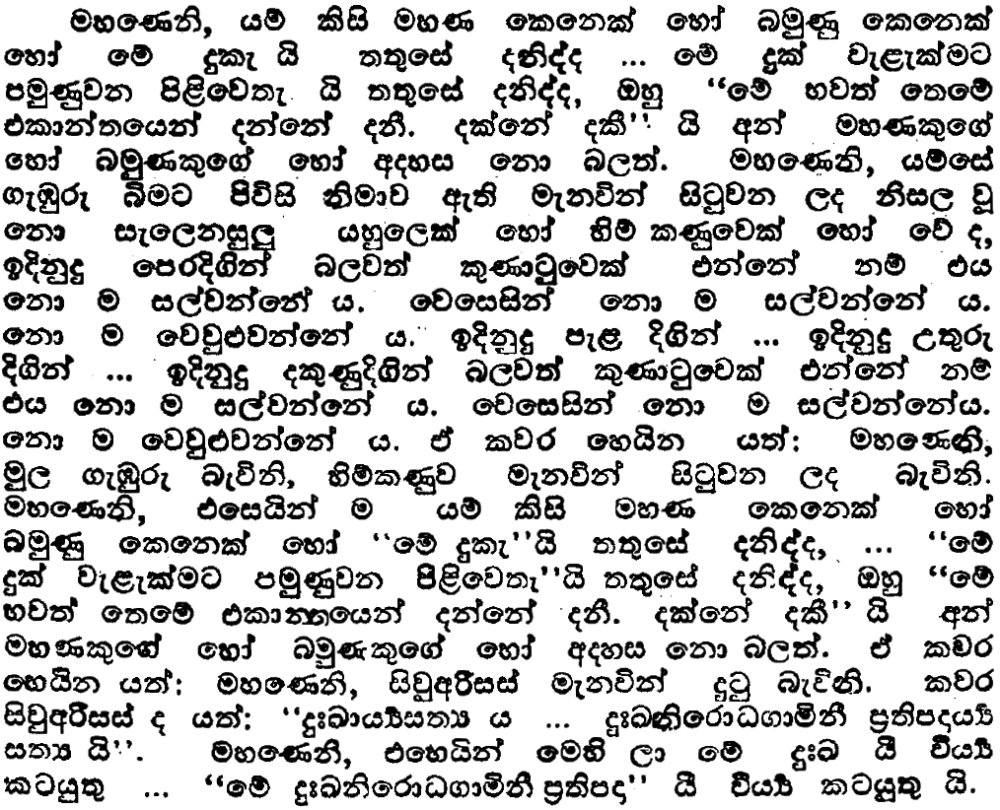 මහණෙනි, යම් කිසි මහණ කෙනෙක් හෝ බමුණු කෙනෙක්
හෝ මේ දුකැ යි තතුසේ දනිද්ද ... මේ දුක් වැළැක්මට
පමුණුවන පිළිවෙතැ යි තතුසේ දනිද්ද, ඔහු “මේ භවත් තෙමේ
එකාන්තයෙන් දන්නේ දනී. දක්නේ දකී” යි අන් මහණකුගේ
හෝ බමුණකුගේ හෝ අදහස නො බලත්. මහණෙනි, යම්සේ
ගැඹුරු බිමට පිවිසි නිමාව ඇති මැනවින් සිටුවන ලද නිසල වූ
නො සැලෙනසුලු යහුලෙක් හෝ හිම් කණුවෙක් හෝ වේ ද,
ඉදිනුදු පෙරදිගින් බලවත් කුණාටුවෙක් එන්නේ නම් එය
නො ම සල්වන්නේ ය. වෙසෙසින් නො ම සල්වන්නේ ය.
නො ම වෙවුළුවන්නේ ය. ඉදිනුදු පැළ දිගින් ... ඉදිනුදු උතුරු
දිගින් ... ඉදිනුදු දකුණුදිගින් බලවත් කුණාටුවෙක් එන්නේ නම්
එය නො ම සල්වන්නේ ය. වෙසෙසින් නො ම සල්වන්නේය.
නො ම වෙවුළුවන්නේ ය. ඒ කවර හෙයින යත්: මහණෙනි,
මුල ගැඹුරු බැවිනි, හිම්කණුව මැනවින් සිටුවන ලද බැවිනි.
මහණෙනි, එසෙයින් ම යම් කිසි මහණ කෙනෙක් හෝ
බමුණු කෙනෙක් හෝ “මේ දුකැ”යි තතුසේ දනිද්ද, ... “මේ
දුක් වැළැක්මට පමුණුවන පිළිවෙතැ”යි තතුසේ දනිද්ද, ඔහු “මේ
භවත් තෙමේ එකාන්තයෙන් දන්නේ දනී. දක්නේ දකී” යි අන්
මහණකුගේ හෝ බමුණකුගේ හෝ අදහස නො බලත්. ඒ කවර
හෙයින යත්: මහණෙනි, සිවුඅරිසස් මැනවින් දුටු බැවිනි. කවර
සිවුඅරිසස් ද යත්: “දුඃඛාර්‍ය්‍යසත්‍ය ය ... දුඃඛනිරොධගාමිනී ප්‍රතිපදාර්‍ය්‍ය
සත්‍ය යි”. මහණෙනි, එහෙයින් මෙහි ලා මේ දුඃඛ යී වීර්‍ය්‍ය
කටයුතු ... “මේ දුඃඛනිරොධගාමිනී ප්‍රතිපදා” යී වීර්‍ය්‍ය කටයුතු යි.